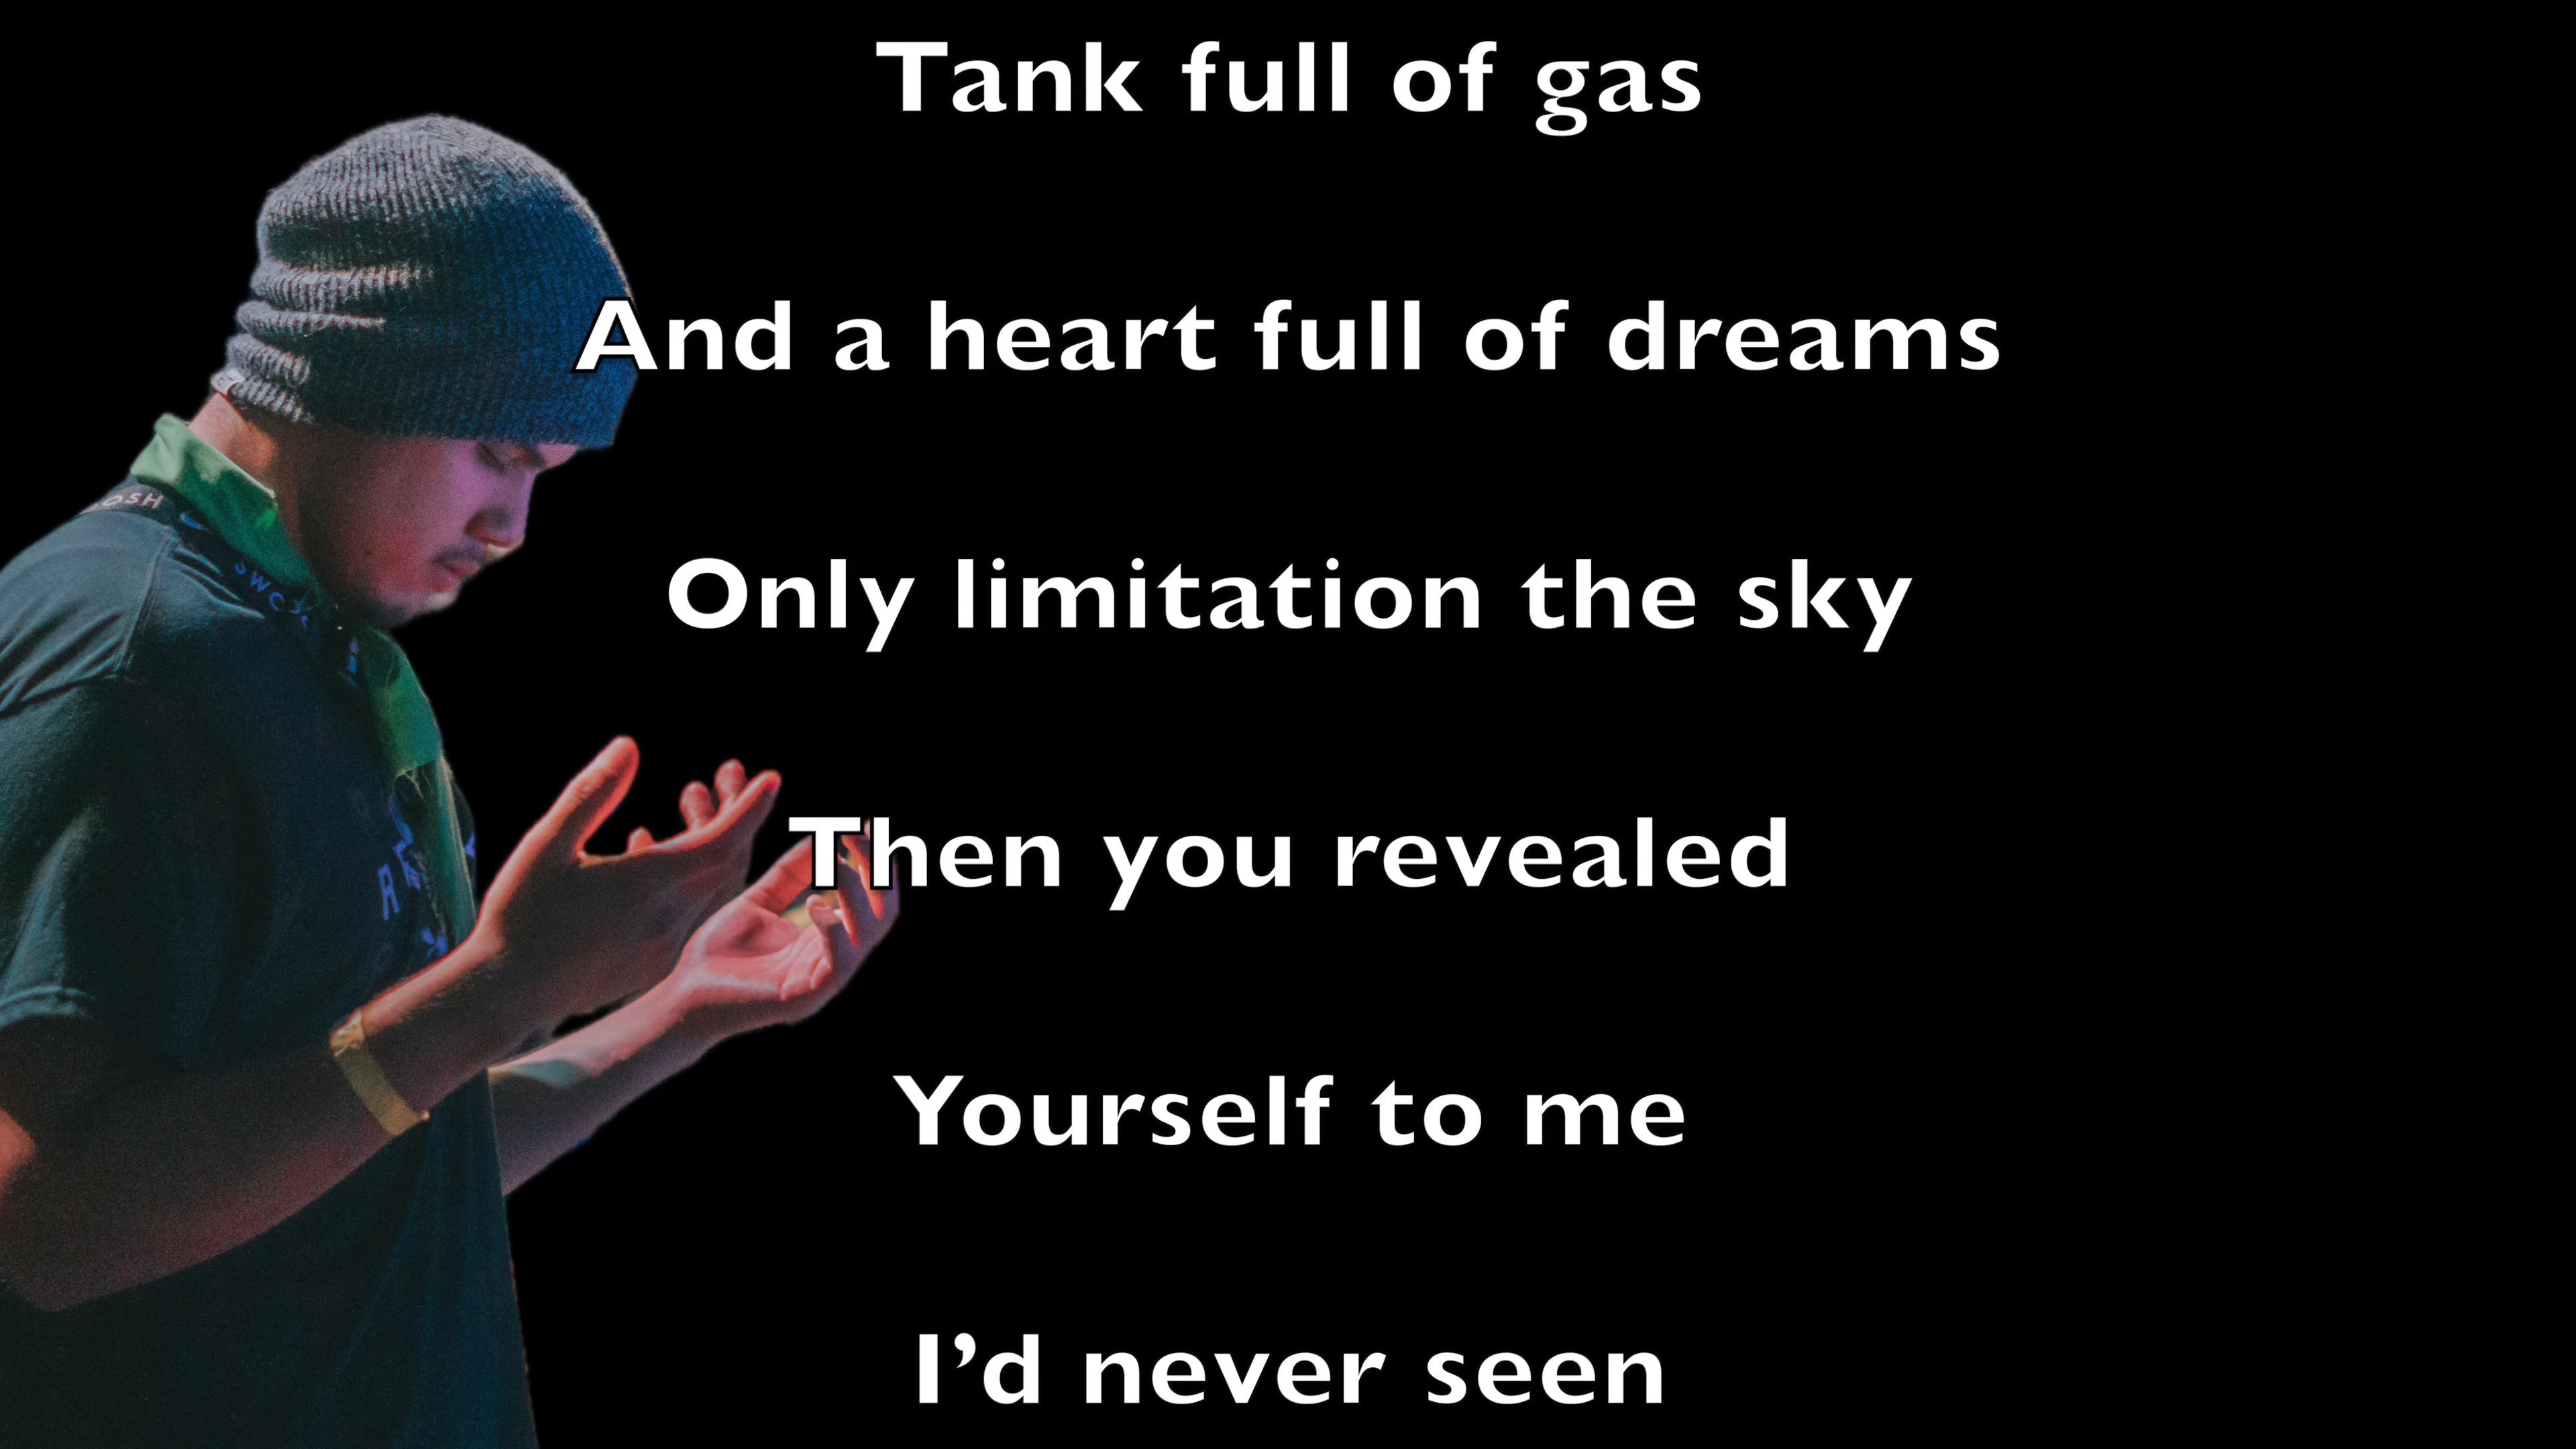 Tank full of gas
And a heart full of dreams
Only limitation the sky
Then you revealed
Yourself to me
I’d never seen